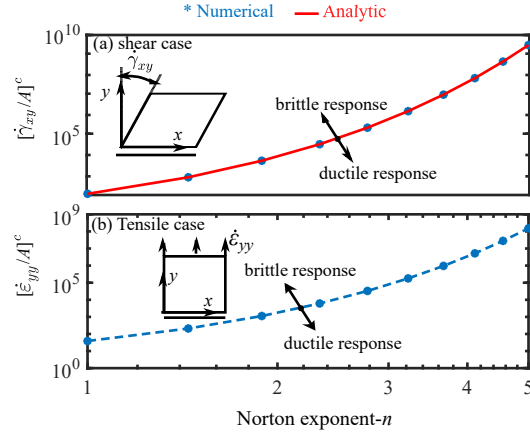 * Numerical — Analytic
10^10
(a) shear case
γ̇_xy
y
x
brittle response
ductile response
10^5
[γ̇_xy/A]^c
10^9
(b) Tensile case
ε̇_yy
y
x
brittle response
ductile response
10^5
10^0
[ε̇_yy/A]^c
1 2 3 4 5
Norton exponent-n